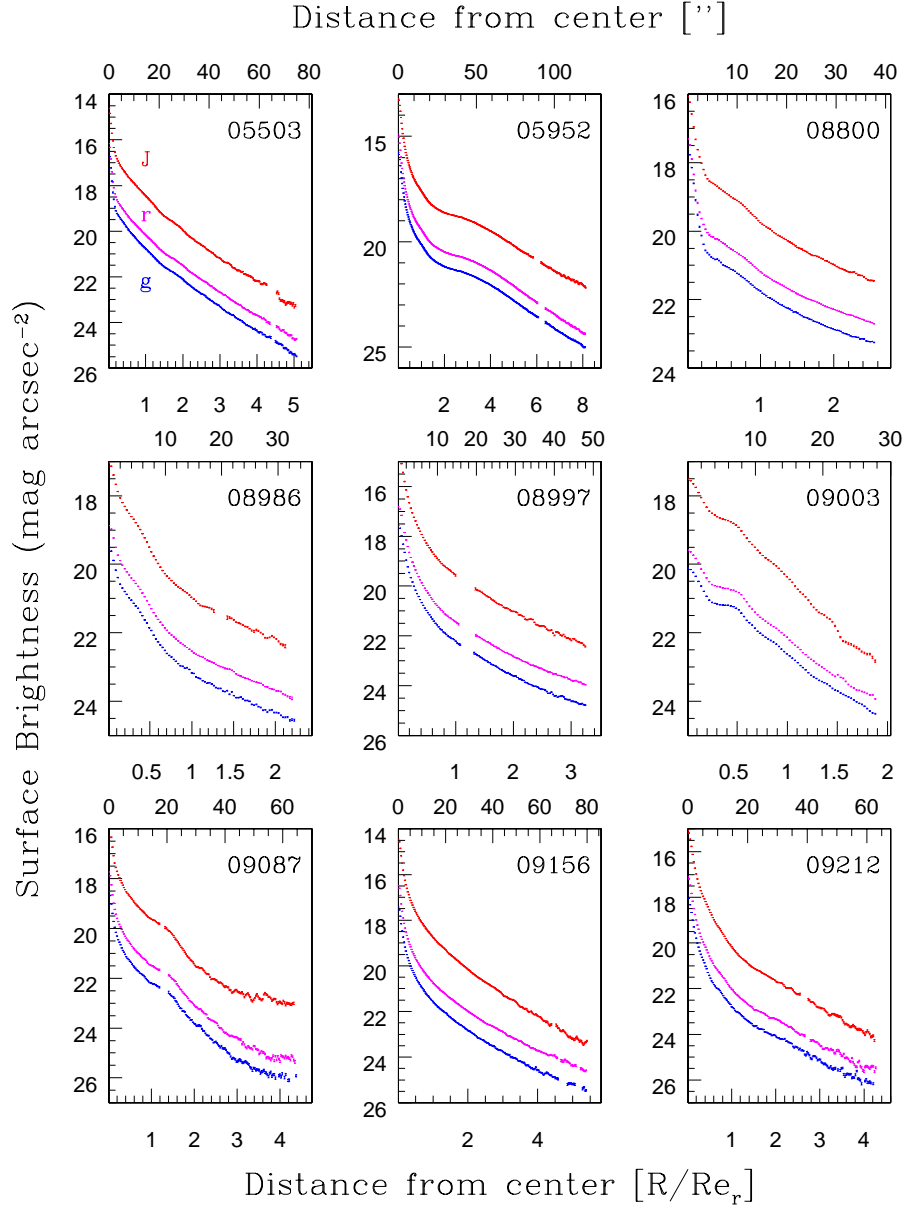 Distance from center [’’]
0 20 40 60 80
0 50 100
10 20 30 40
14
16
18
20
22
24
26
05503
J
r
g
15
20
25
05952
16
18
20
22
24
08800
1 2 3 4 5
2 4 6 8
1 2
10 20 30
10 20 30 40 50
10 20 30
18
20
22
24
08986
16
18
20
22
24
26
08997
18
20
22
24
09003
0.5 1 1.5 2
1 2 3
0.5 1 1.5 2
0 20 40 60
0 20 40 60 80
0 20 40 60
16
18
20
22
24
26
09087
14
16
18
20
22
24
26
09156
16
18
20
22
24
26
09212
1 2 3 4
2 4
1 2 3 4
Surface Brightness (mag arcsec⁻²)
Distance from center [R/Re_r]